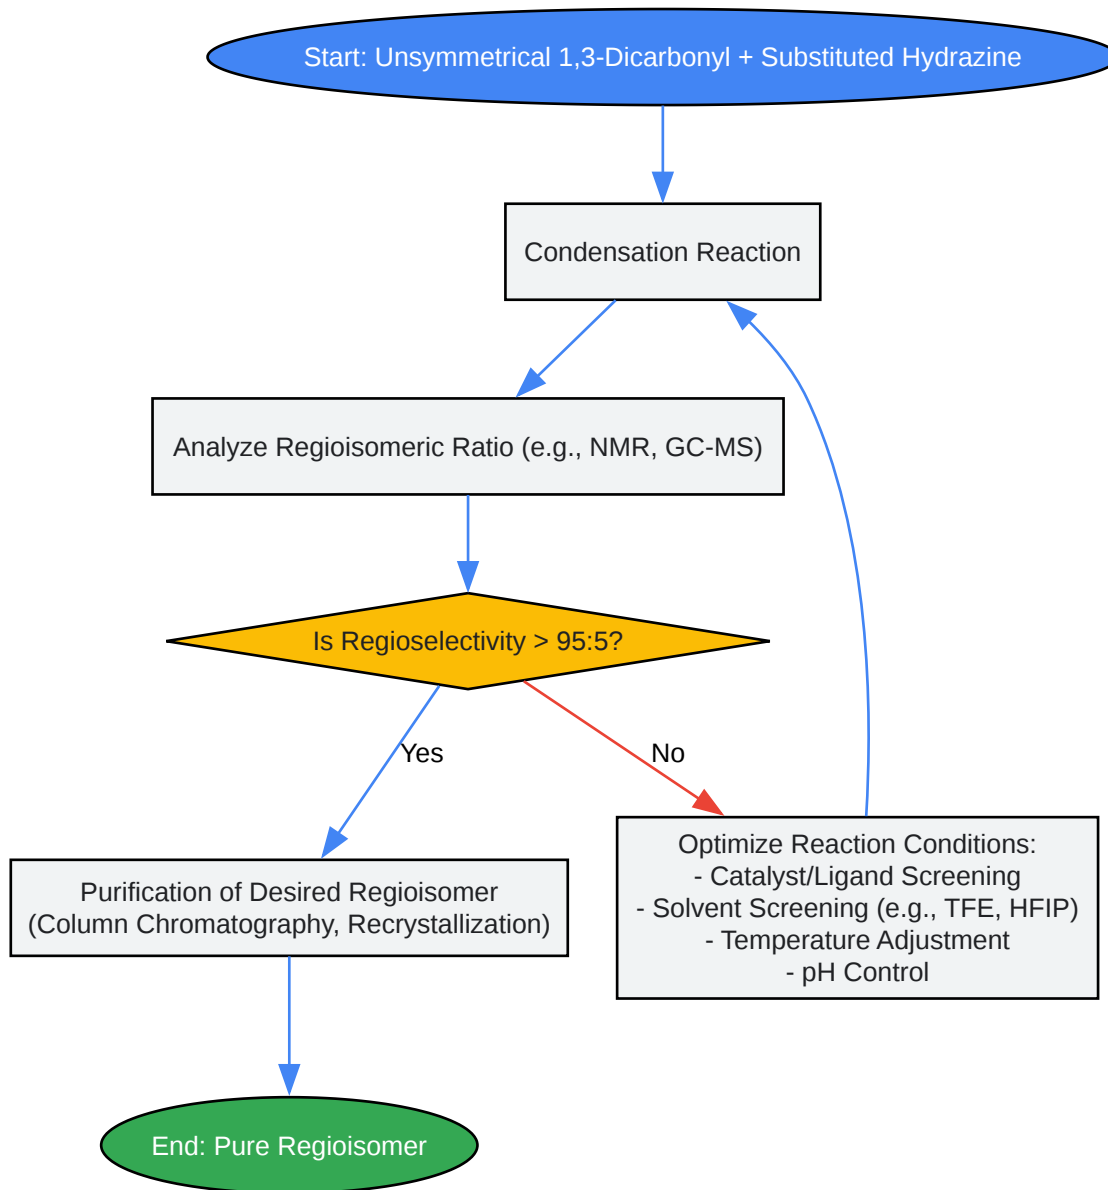 Start: Unsymmetrical 1,3-Dicarbonyl + Substituted Hydrazine
Condensation Reaction
Analyze Regioisomeric Ratio (e.g., NMR, GC-MS)
Is Regioselectivity > 95:5?
Yes
No
Purification of Desired Regioisomer
(Column Chromatography, Recrystallization)
Optimize Reaction Conditions:
- Catalyst/Ligand Screening
- Solvent Screening (e.g., TFE, HFIP)
- Temperature Adjustment
- pH Control
End: Pure Regioisomer